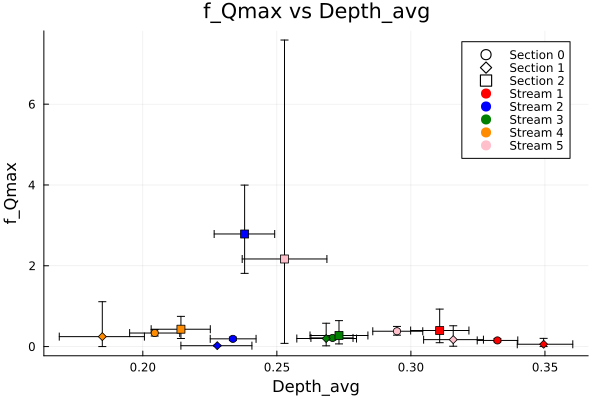 f_Qmax vs Depth_avg
Section 0
Section 1
Section 2
Stream 1
Stream 2
Stream 3
Stream 4
Stream 5
f_Qmax
6
4
2
0
0.20
0.25
0.30
0.35
Depth_avg